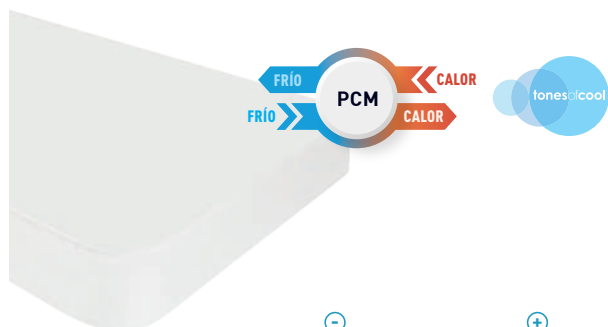 FRÍO
CALOR
PCM
FRÍO
CALOR
tonesofcool
-
+